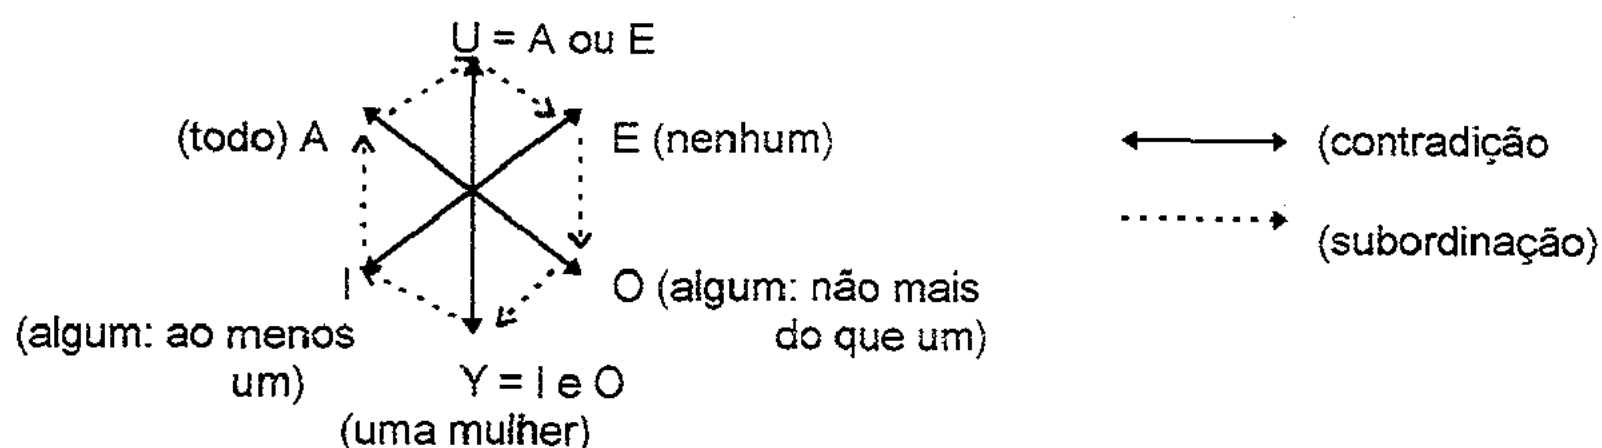 U = A ou E
(todo) A
E (nenhum)
(contradição
(subordinação)
I
(algum: ao menos
um)
O (algum: não mais
do que um)
Y = I e O
(uma mulher)